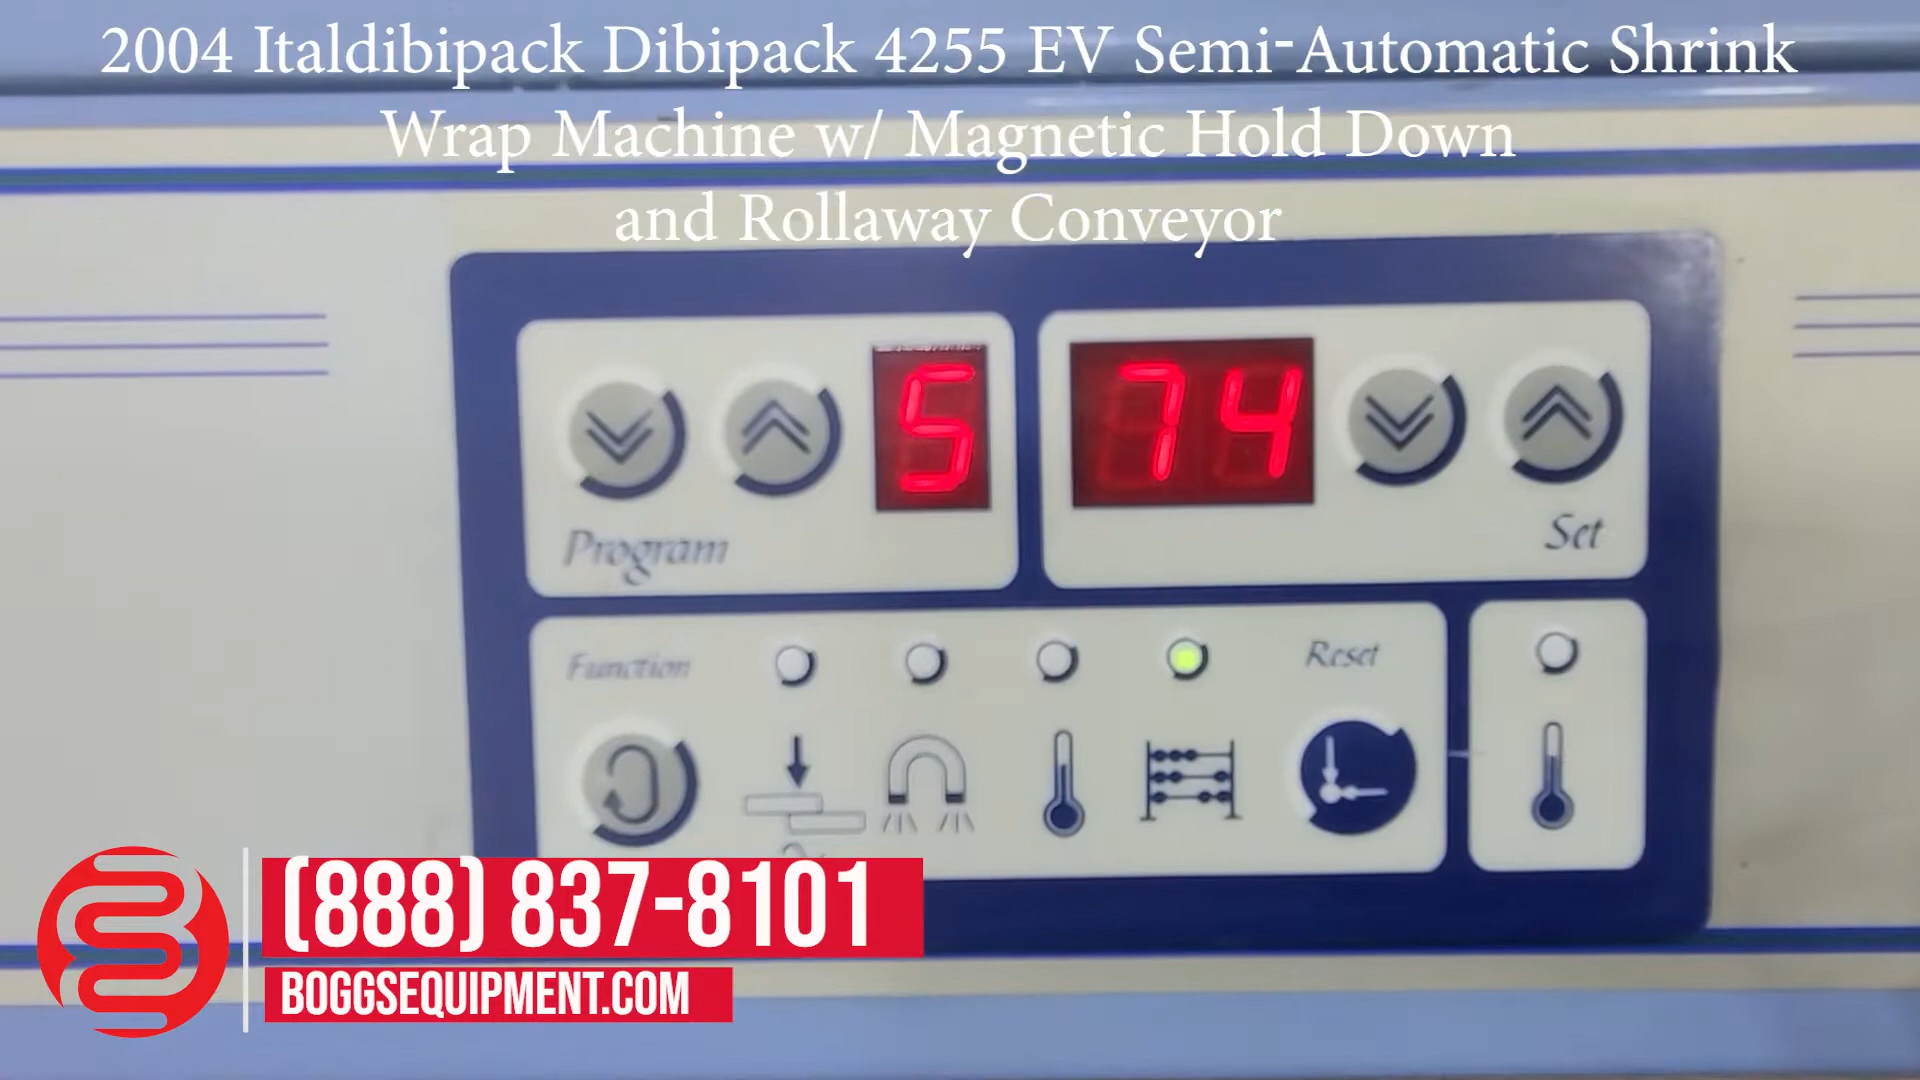 2004 Italdibipack Dibipack 4255 EV Semi-Automatic Shrink
Wrap Machine w/ Magnetic Hold Down
and Rollaway Conveyor
5 74
Program
Set
Function
Reset
(888) 837-8101
BOGGSEQUIPMENT.COM